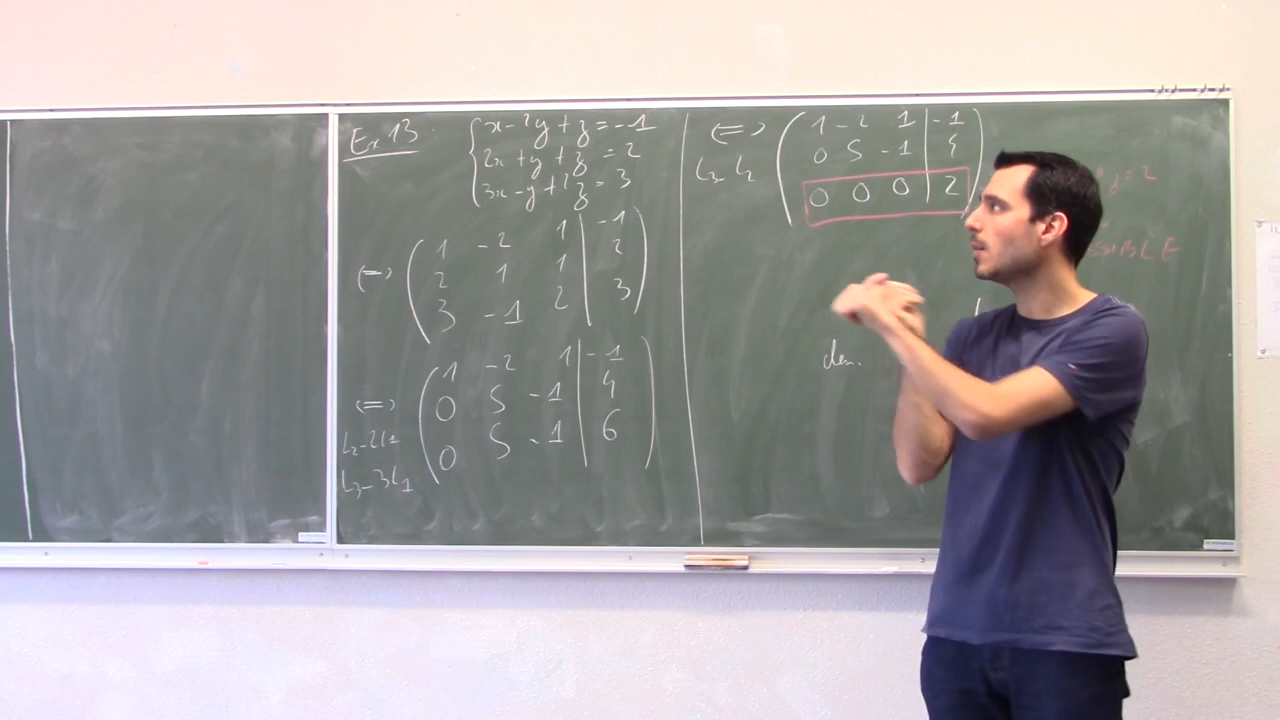 Ex 13 :
x - 2y + z = -1
2x + y + z = 2
3x - y + 2z = 3
(=) ( 1 -2 1 | -1 )
2 1 1 | 2
3 -1 2 | 3
(=) ( 1 -2 1 | -1 )
0 5 -1 | 4
L2-2L1
0 5 -1 | 6
L3-3L1
(=) ( 1 -2 1 | -1 )
L3-L2 0 5 -1 | 4
0 0 0 | 2
= 2
SSIBLE